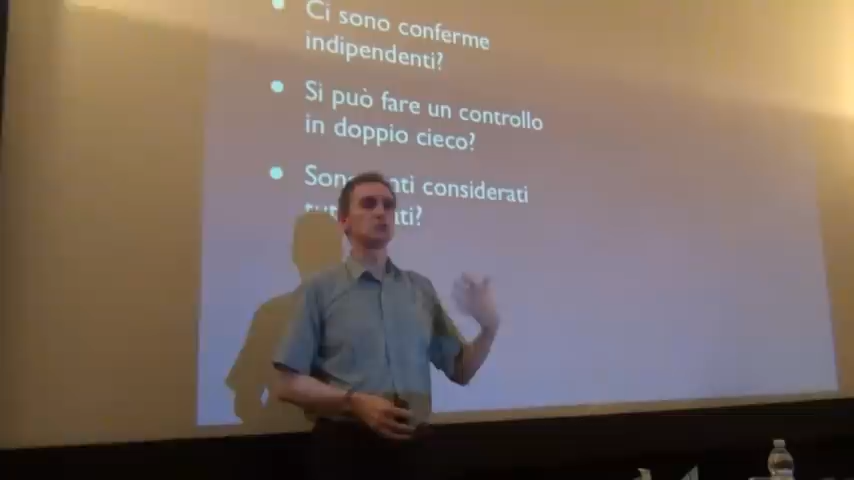 Ci sono conferme
indipendenti?
Si può fare un controllo
in doppio cieco?
considerati